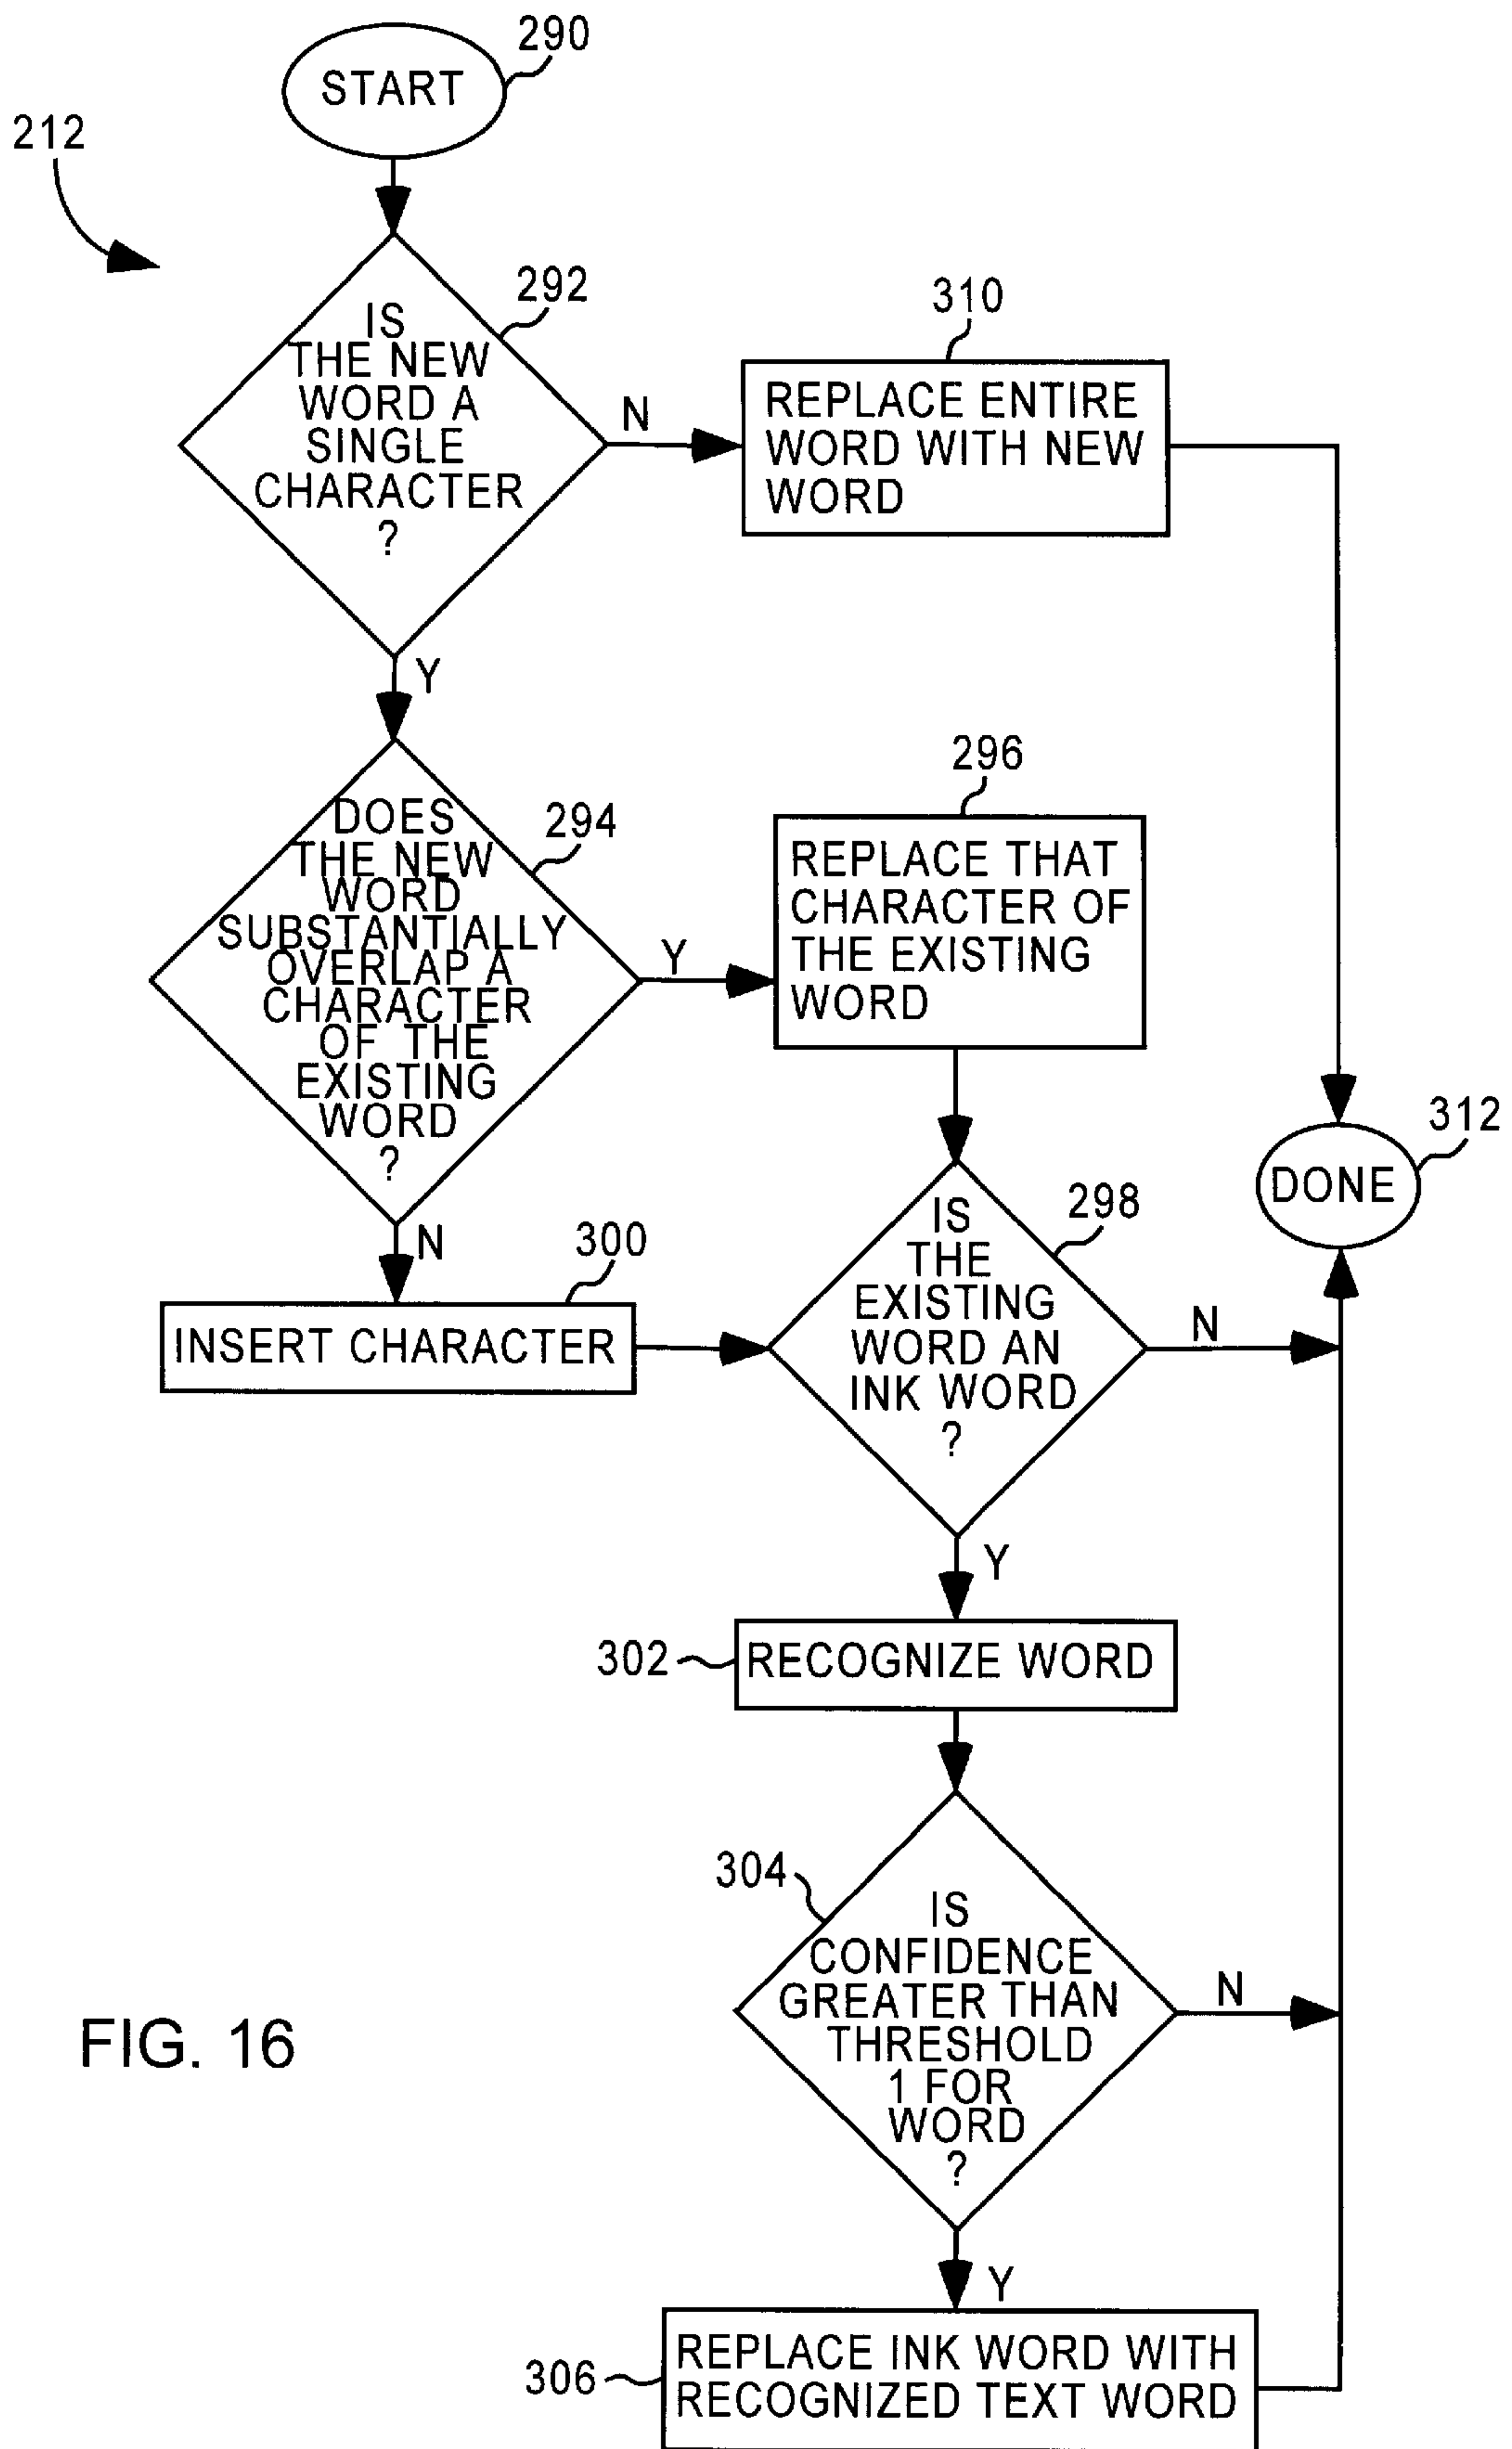 290
START
212
292
IS
THE NEW
WORD A
SINGLE
CHARACTER
?
N
310
REPLACE ENTIRE
WORD WITH NEW
WORD
Y
294
DOES
THE NEW
WORD
SUBSTANTIALLY
OVERLAP A
CHARACTER
OF THE
EXISTING
WORD
?
Y
296
REPLACE THAT
CHARACTER OF
THE EXISTING
WORD
312
DONE
N
300
INSERT CHARACTER
298
IS
THE
EXISTING
WORD AN
INK WORD
?
N
Y
302
RECOGNIZE WORD
304
IS
CONFIDENCE
GREATER THAN
THRESHOLD
1 FOR
WORD
?
N
Y
306
REPLACE INK WORD WITH
RECOGNIZED TEXT WORD
FIG. 16